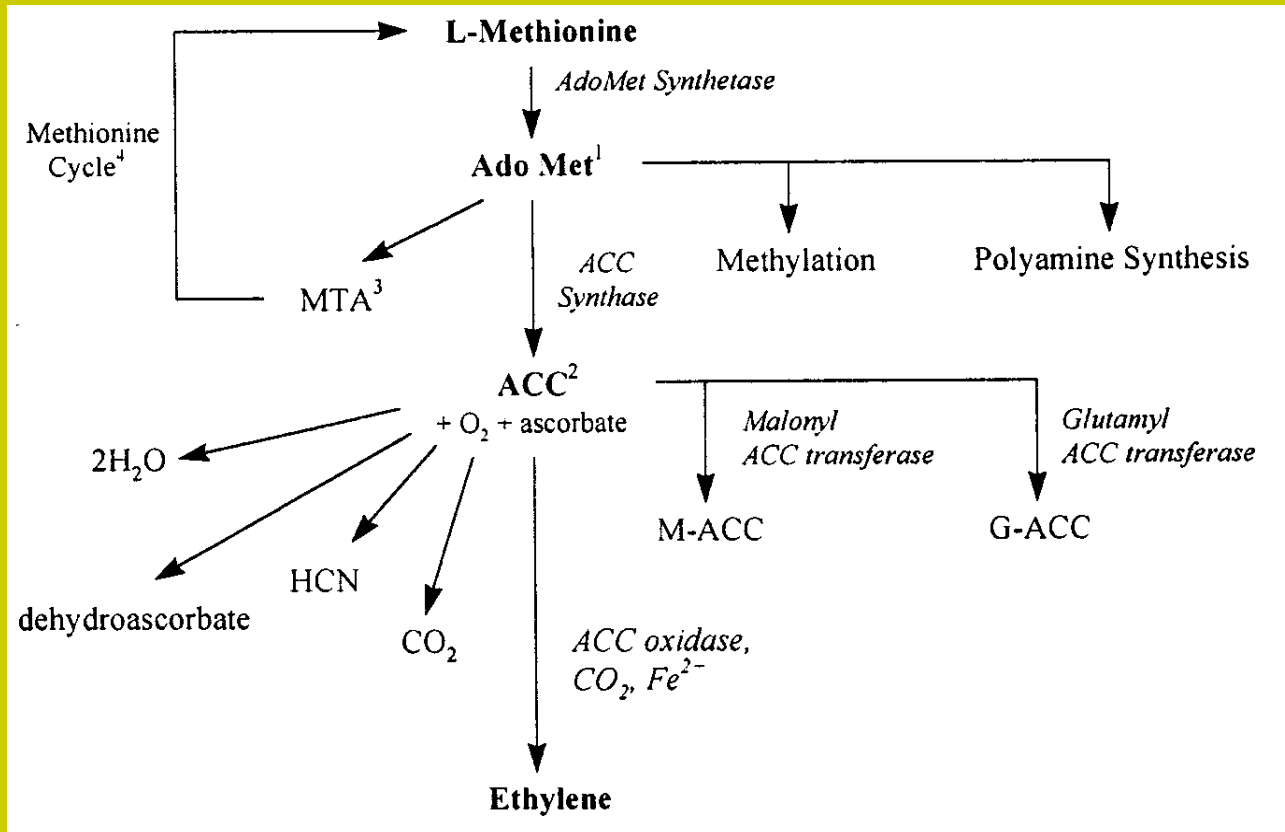 L-Methionine
AdoMet Synthetase
Methionine
Cycle⁴
Ado Met¹
ACC
Synthase
Methylation
Polyamine Synthesis
MTA³
ACC²
+ O₂ + ascorbate
Malonyl
ACC transferase
Glutamyl
ACC transferase
2H₂O
M-ACC
G-ACC
HCN
dehydroascorbate
CO₂
ACC oxidase,
CO₂, Fe²⁻
Ethylene